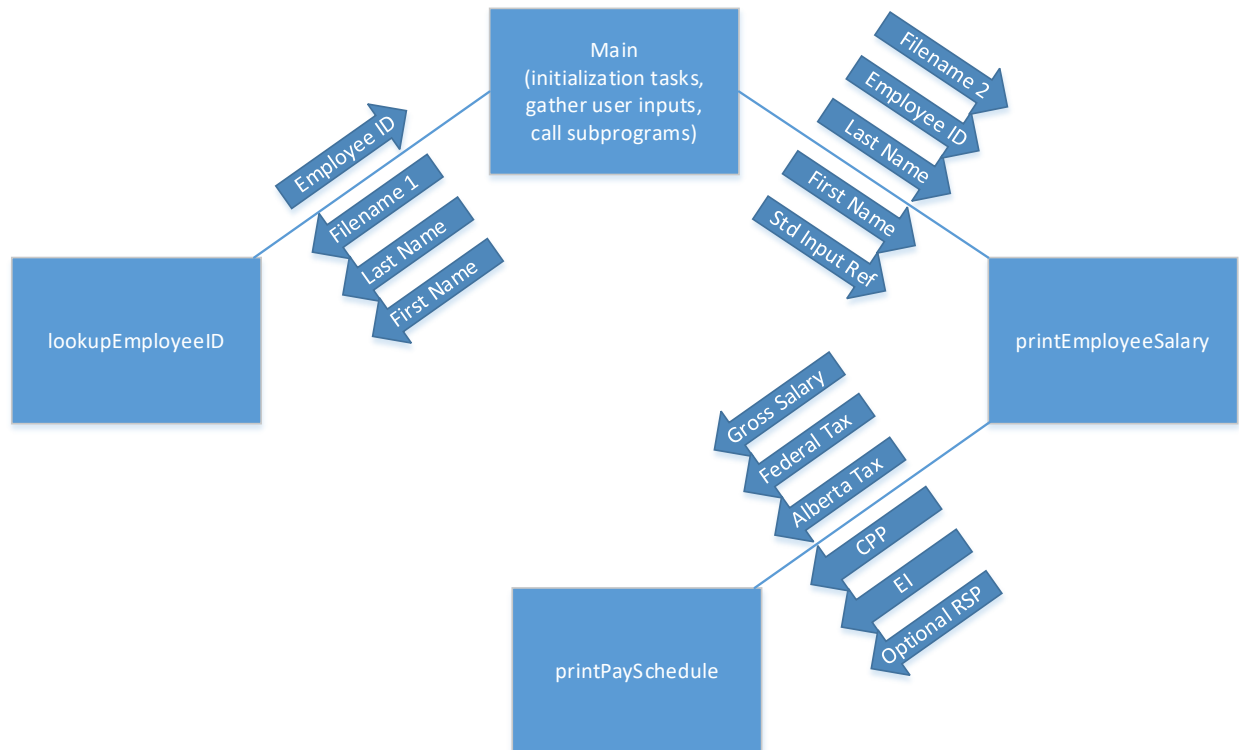 Main
(initialization tasks,
gather user inputs,
call subprograms)
Employee ID
Filename 1
Last Name
First Name
Filename 2
Employee ID
Last Name
First Name
Std Input Ref
lookupEmployeeID
printEmployeeSalary
Gross Salary
Federal Tax
Alberta Tax
CPP
EI
Optional RSP
printPaySchedule